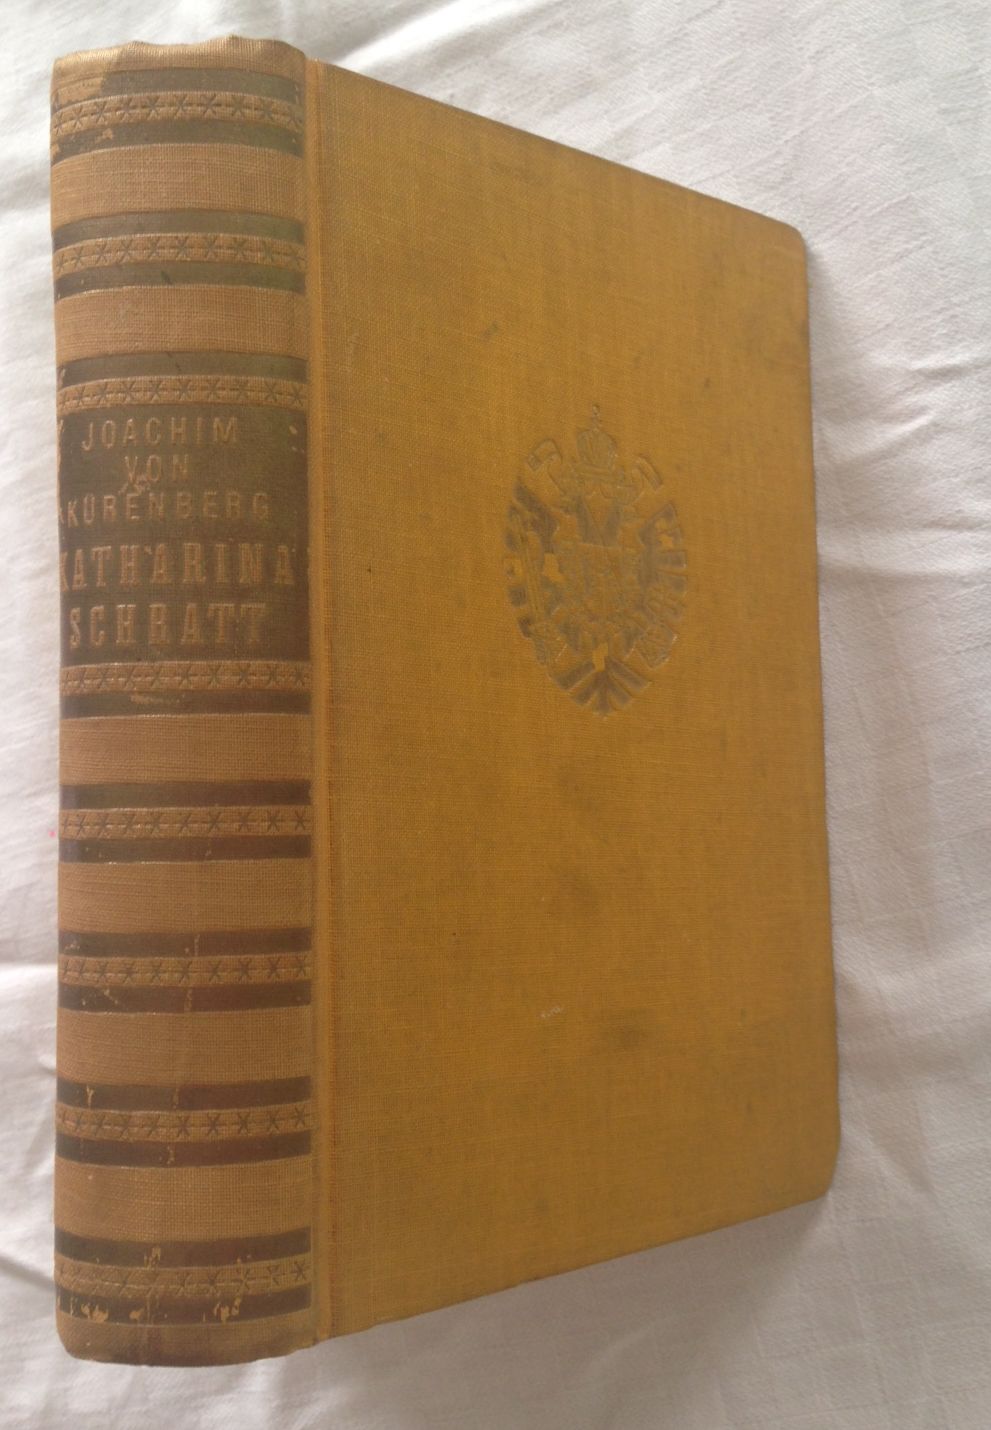 JOACHIM
VON
KÜRENBERG
KATHARINA
SCHRATT